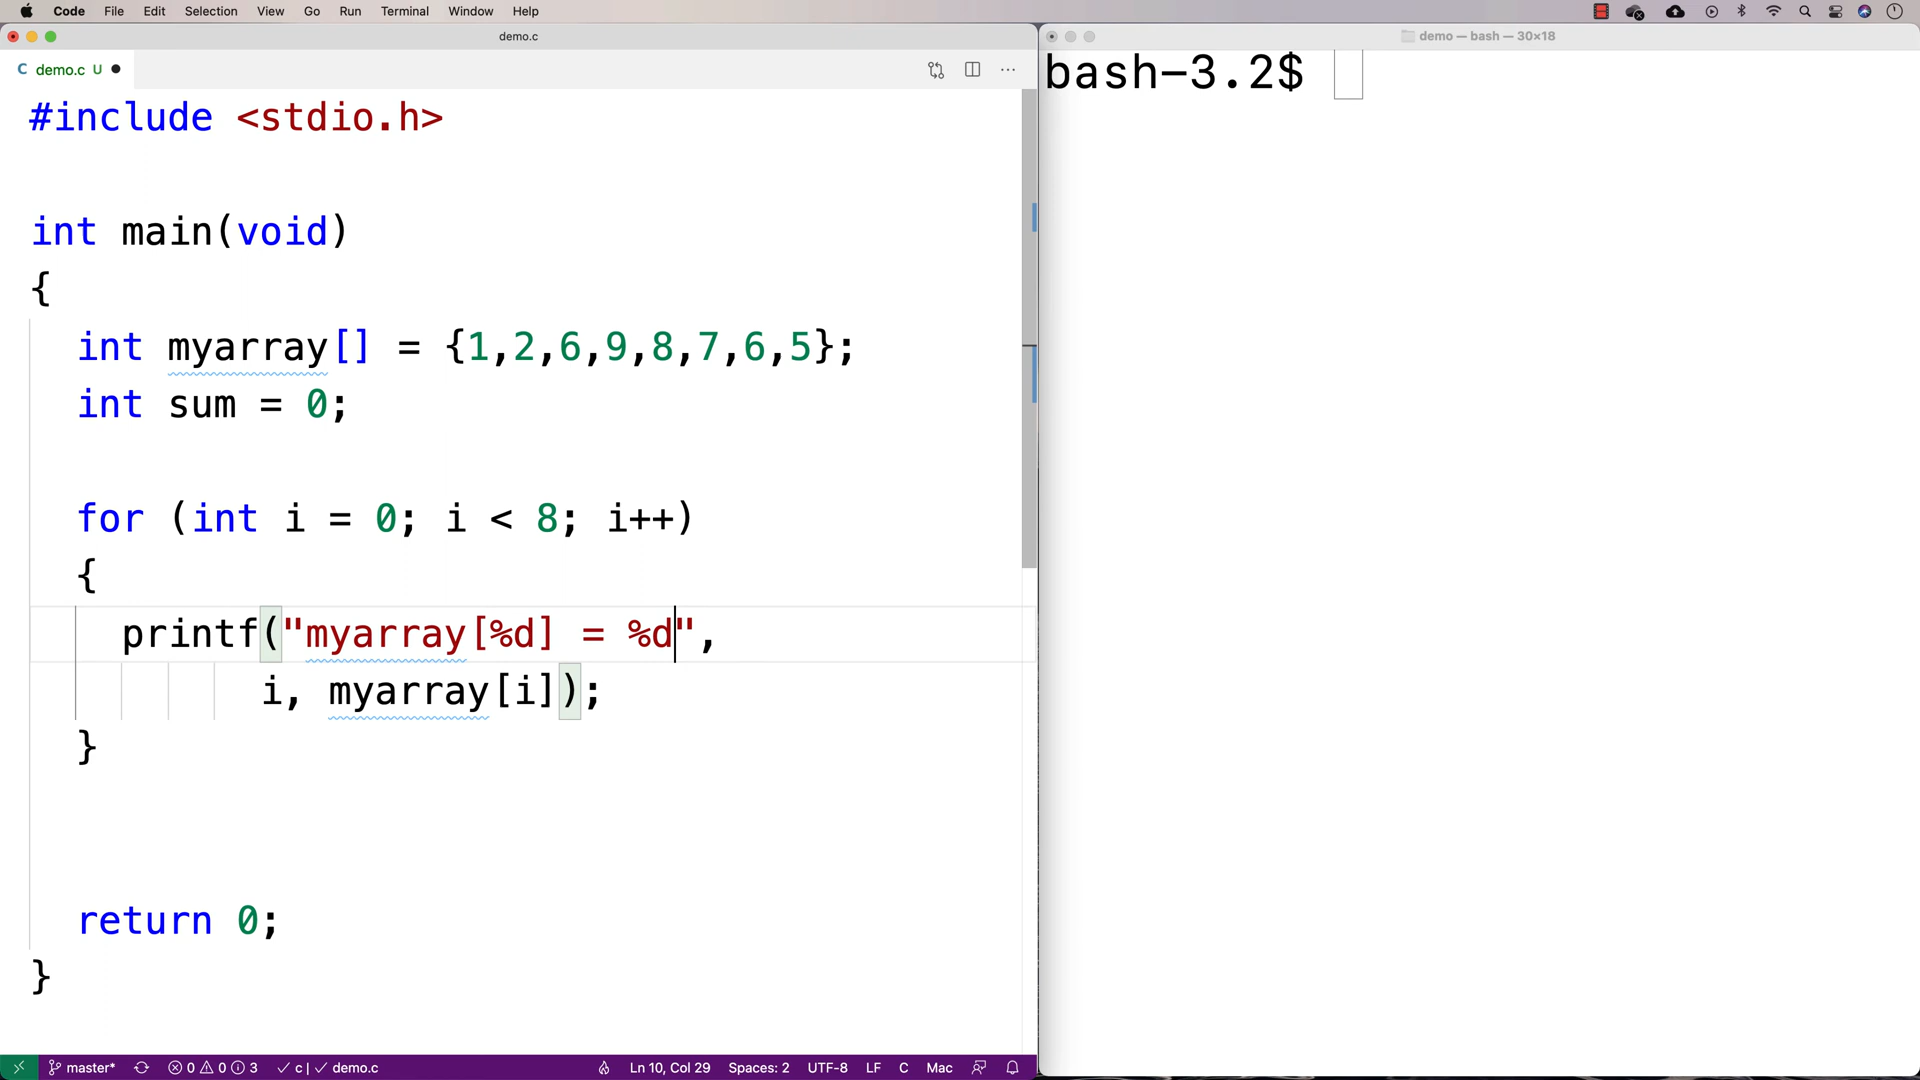 Code File Edit Selection View Go Run Terminal Window Help
demo.c
demo — bash — 30×18
C demo.c U
bash-3.2$
#include <stdio.h>
int main(void)
{
int myarray[] = {1,2,6,9,8,7,6,5};
int sum = 0;
for (int i = 0; i < 8; i++)
{
printf("myarray[%d] = %d",
i, myarray[i]);
}
return 0;
}
master* 0 0 3 c | demo.c Ln 10, Col 29 Spaces: 2 UTF-8 LF C Mac